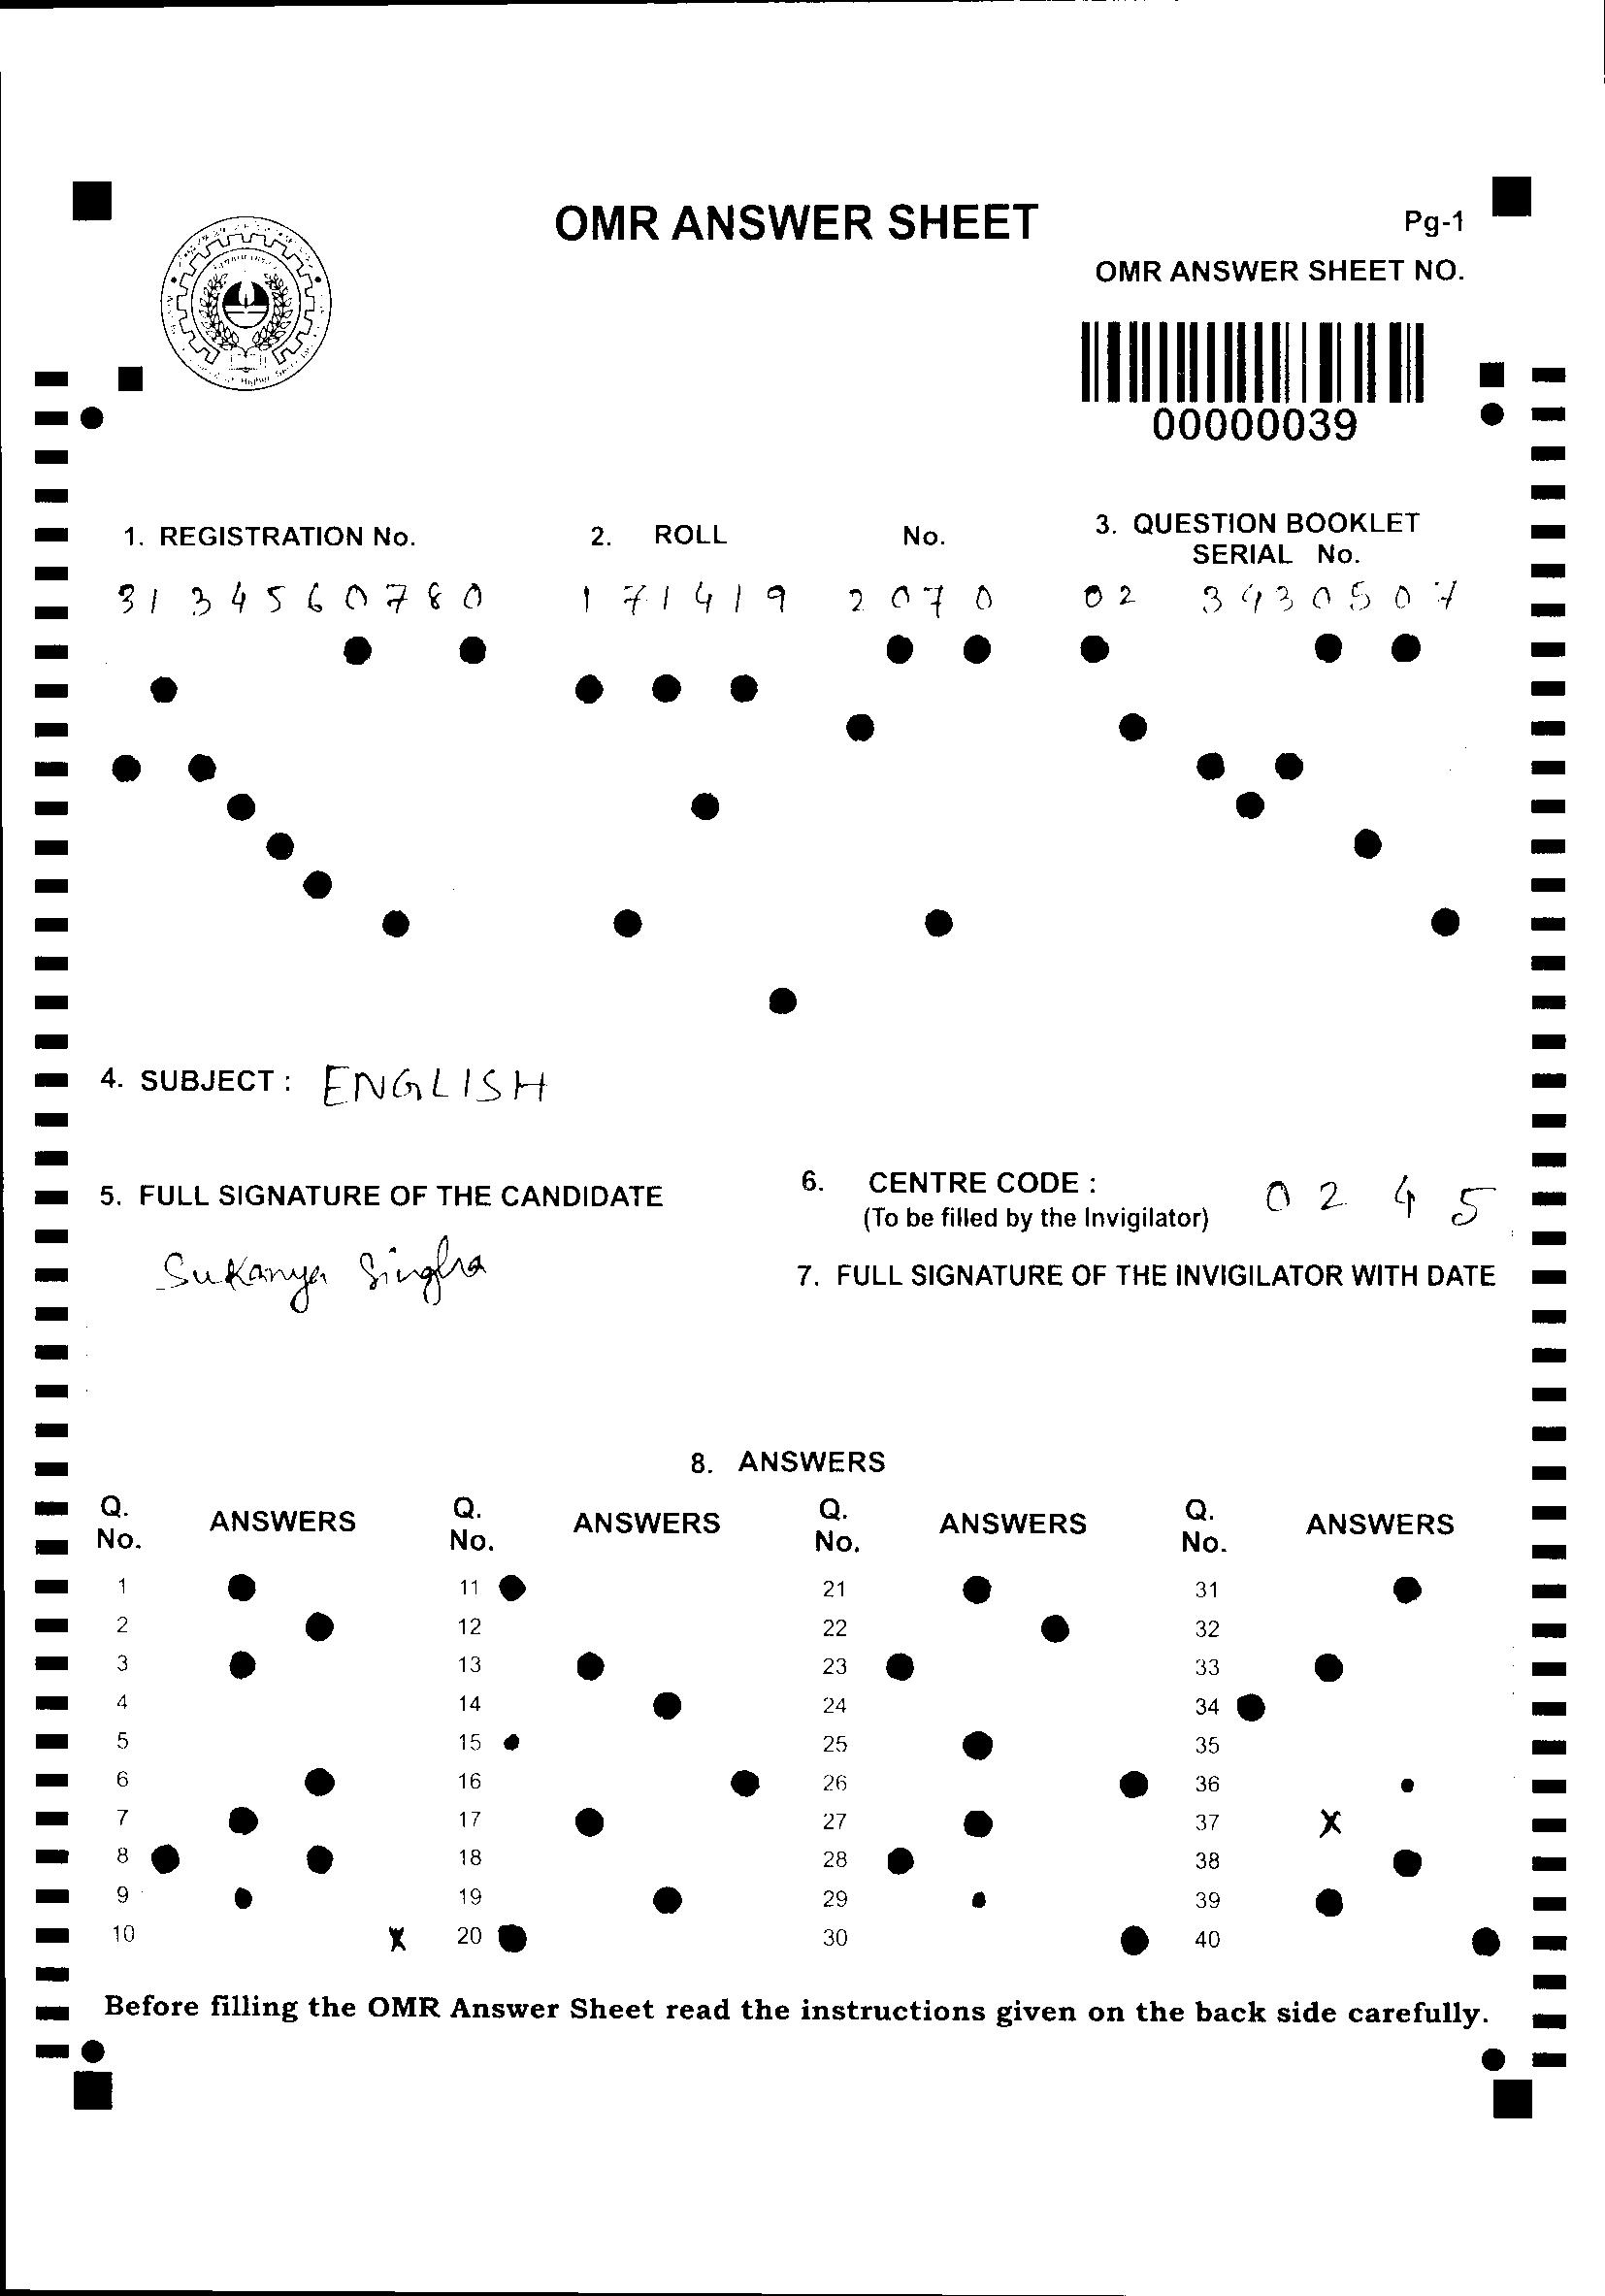 OMR ANSWER SHEET
Pg-1
OMR ANSWER SHEET NO.
00000039
1. REGISTRATION No.
2. ROLL No.
3. QUESTION BOOKLET
SERIAL No.
3134560780 171419 2070 02 3430507
4. SUBJECT : ENGLISH
5. FULL SIGNATURE OF THE CANDIDATE
Sukanya Singha
6. CENTRE CODE : 0245
(To be filled by the Invigilator)
7. FULL SIGNATURE OF THE INVIGILATOR WITH DATE
8. ANSWERS
Q. No. ANSWERS Q. No. ANSWERS Q. No. ANSWERS Q. No. ANSWERS
1 11 21 31
2 12 22 32
3 13 23 33
4 14 24 34
5 15 25 35
6 16 26 36
7 17 27 37
8 18 28 38
9 19 29 39
10 20 30 40
Before filling the OMR Answer Sheet read the instructions given on the back side carefully.